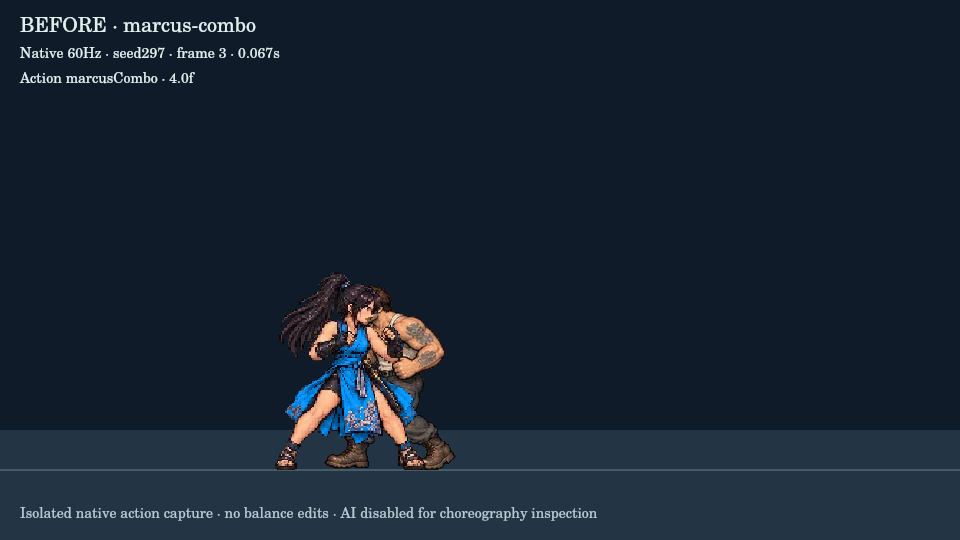 BEFORE · marcus-combo
Native 60Hz · seed297 · frame 3 · 0.067s
Action marcusCombo · 4.0f
Isolated native action capture · no balance edits · AI disabled for choreography inspection